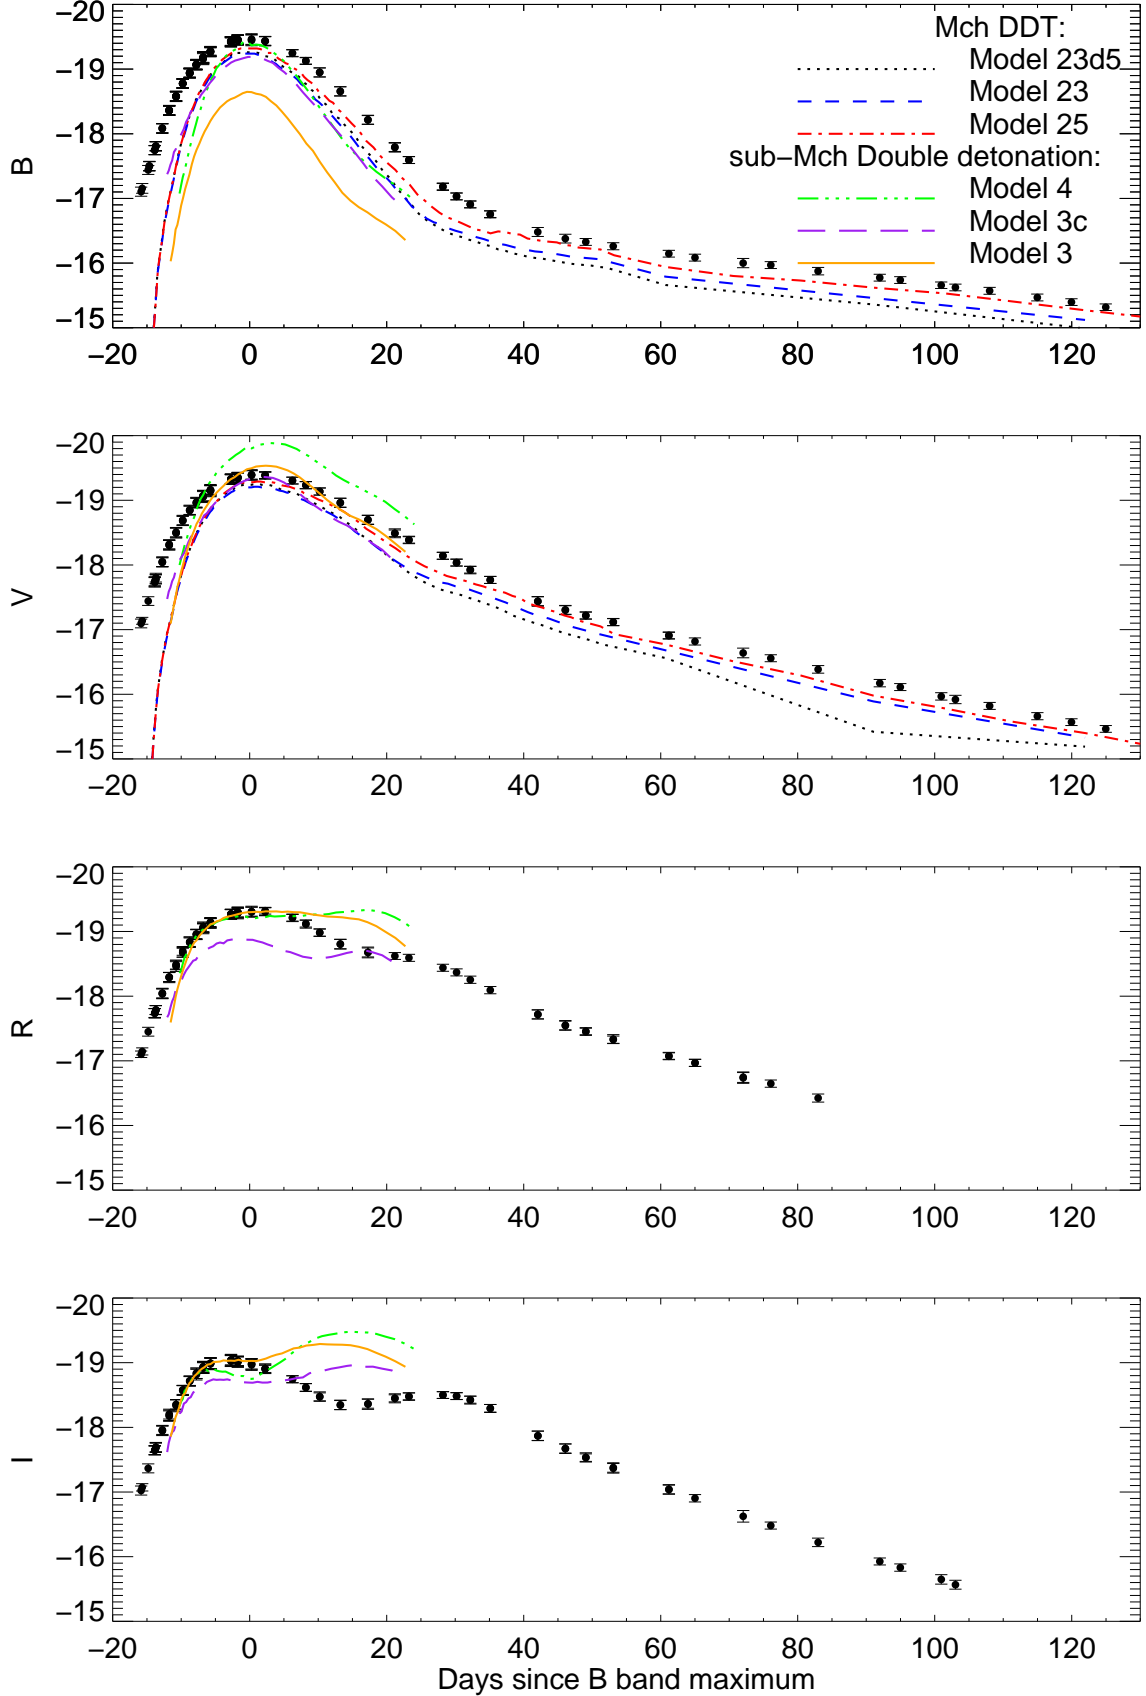 −20
−19
−18
−17
−16
−15
B
Mch DDT:
Model 23d5
Model 23
Model 25
sub−Mch Double detonation:
Model 4
Model 3c
Model 3
−20 0 20 40 60 80 100 120
−20
−19
−18
−17
−16
−15
V
−20 0 20 40 60 80 100 120
−20
−19
−18
−17
−16
−15
R
−20 0 20 40 60 80 100 120
−20
−19
−18
−17
−16
−15
I
−20 0 20 40 60 80 100 120
Days since B band maximum